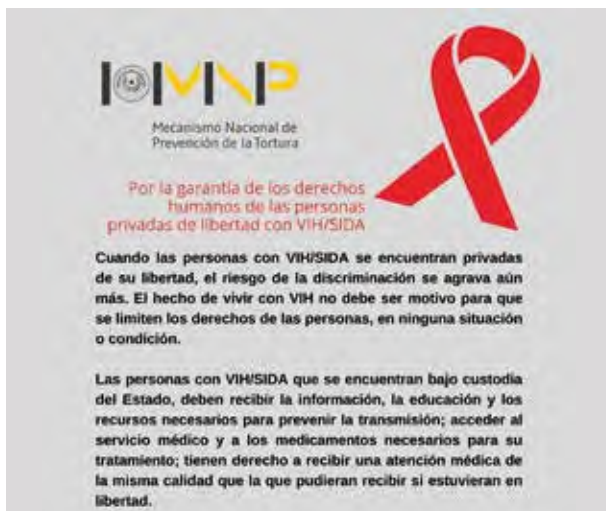 MNP
Mecanismo Nacional de
Prevención de la Tortura
Por la garantía de los derechos
humanos de las personas
privadas de libertad con VIH/SIDA
Cuando las personas con VIH/SIDA se encuentran privadas
de su libertad, el riesgo de la discriminación se agrava aún
más. El hecho de vivir con VIH no debe ser motivo para que
se limiten los derechos de las personas, en ninguna situación
o condición.
Las personas con VIH/SIDA que se encuentran bajo custodia
del Estado, deben recibir la información, la educación y los
recursos necesarios para prevenir la transmisión; acceder al
servicio médico y a los medicamentos necesarios para su
tratamiento; tienen derecho a recibir una atención médica de
la misma calidad que la que pudieran recibir si estuvieran en
libertad.